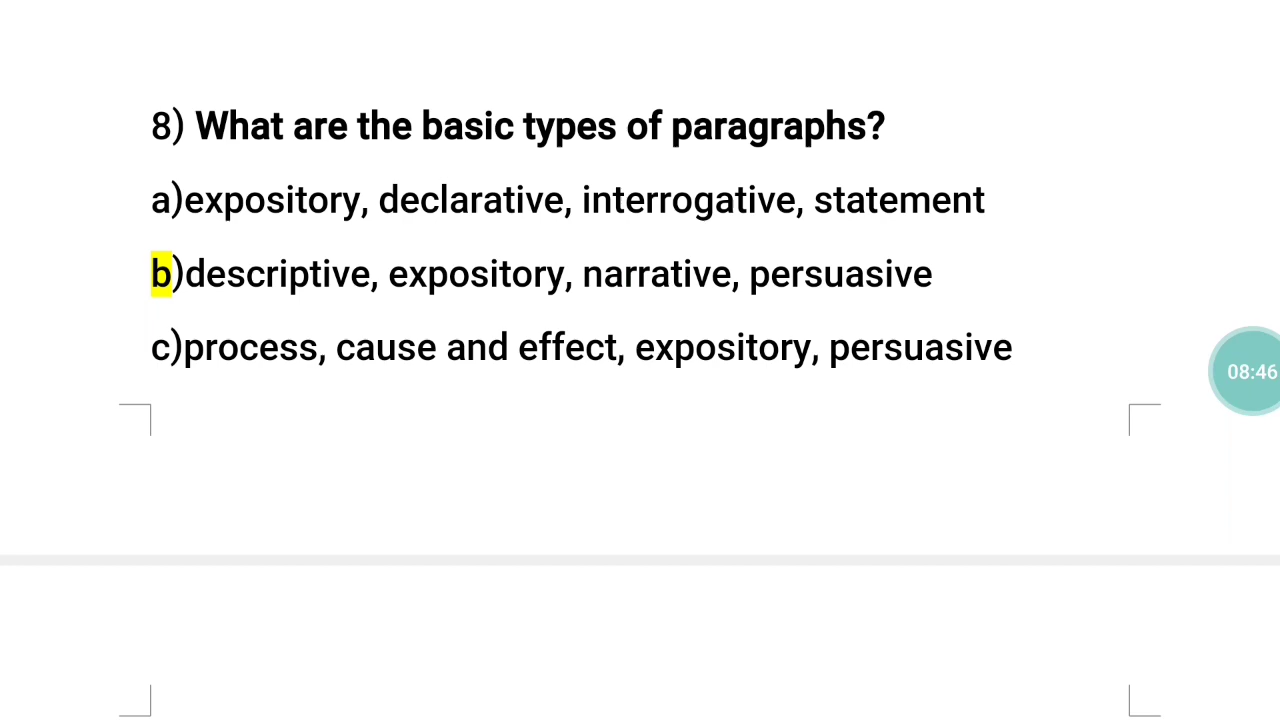 8) What are the basic types of paragraphs?
a)expository, declarative, interrogative, statement
b)descriptive, expository, narrative, persuasive
c)process, cause and effect, expository, persuasive
08:46